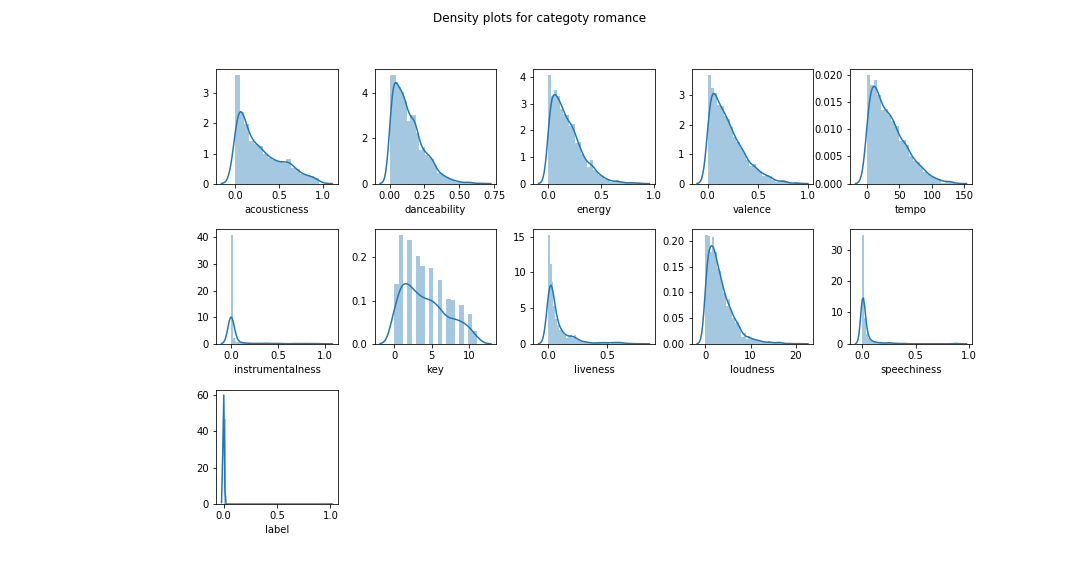 Density plots for categoty romance
3
2
1
0
0.0 0.5 1.0
acousticness
4
2
0
0.00 0.25 0.50 0.75
danceability
4
3
2
1
0
0.0 0.5 1.0
energy
3
2
1
0
0.0 0.5 1.0
valence
0.020
0.015
0.010
0.005
0.000
0 50 100 150
tempo
40
30
20
10
0
0.0 0.5 1.0
instrumentalness
0.2
0.1
0.0
0 5 10
key
15
10
5
0
0.0 0.5
liveness
0.20
0.15
0.10
0.05
0.00
0 10 20
loudness
30
20
10
0
0.0 0.5 1.0
speechiness
60
40
20
0
0.0 0.5 1.0
label